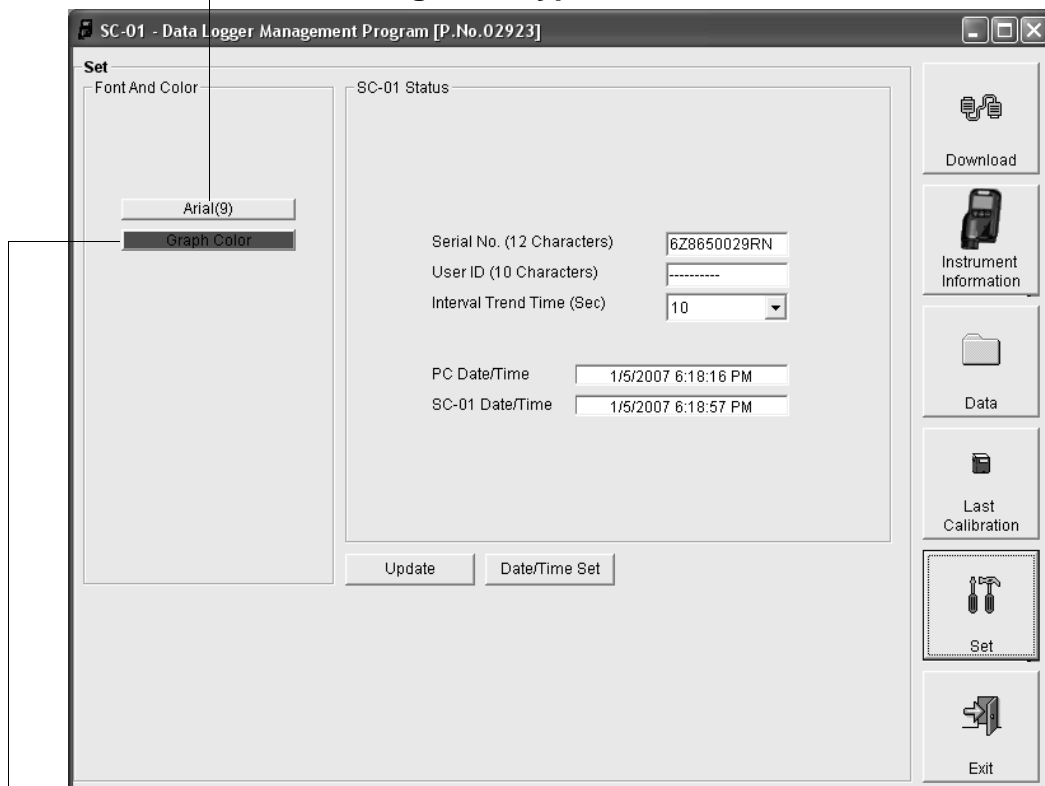 SC-01 - Data Logger Management Program [P.No.02923]
Set
Font And Color
Arial(9)
Graph Color
SC-01 Status
Serial No. (12 Characters) 6Z8650029RN
User ID (10 Characters) ----------
Interval Trend Time (Sec) 10
PC Date/Time 1/5/2007 6:18:16 PM
SC-01 Date/Time 1/5/2007 6:18:57 PM
Update
Date/Time Set
Download
Instrument
Information
Data
Last
Calibration
Set
Exit